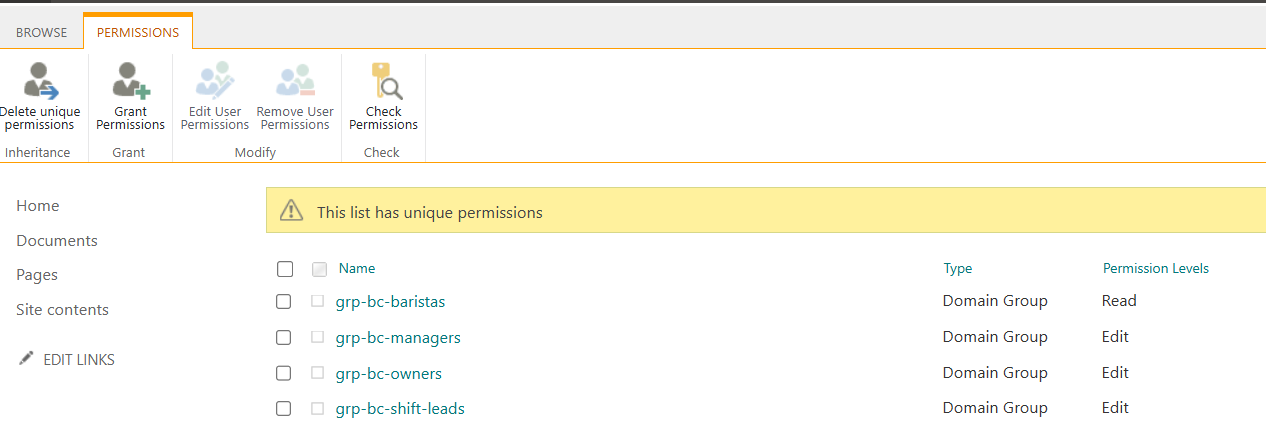 BROWSE PERMISSIONS
Delete unique permissions
Grant Permissions
Edit User Permissions
Remove User Permissions
Check Permissions
Inheritance Grant Modify Check
Home
Documents
Pages
Site contents
EDIT LINKS
This list has unique permissions
Name Type Permission Levels
grp-bc-baristas Domain Group Read
grp-bc-managers Domain Group Edit
grp-bc-owners Domain Group Edit
grp-bc-shift-leads Domain Group Edit